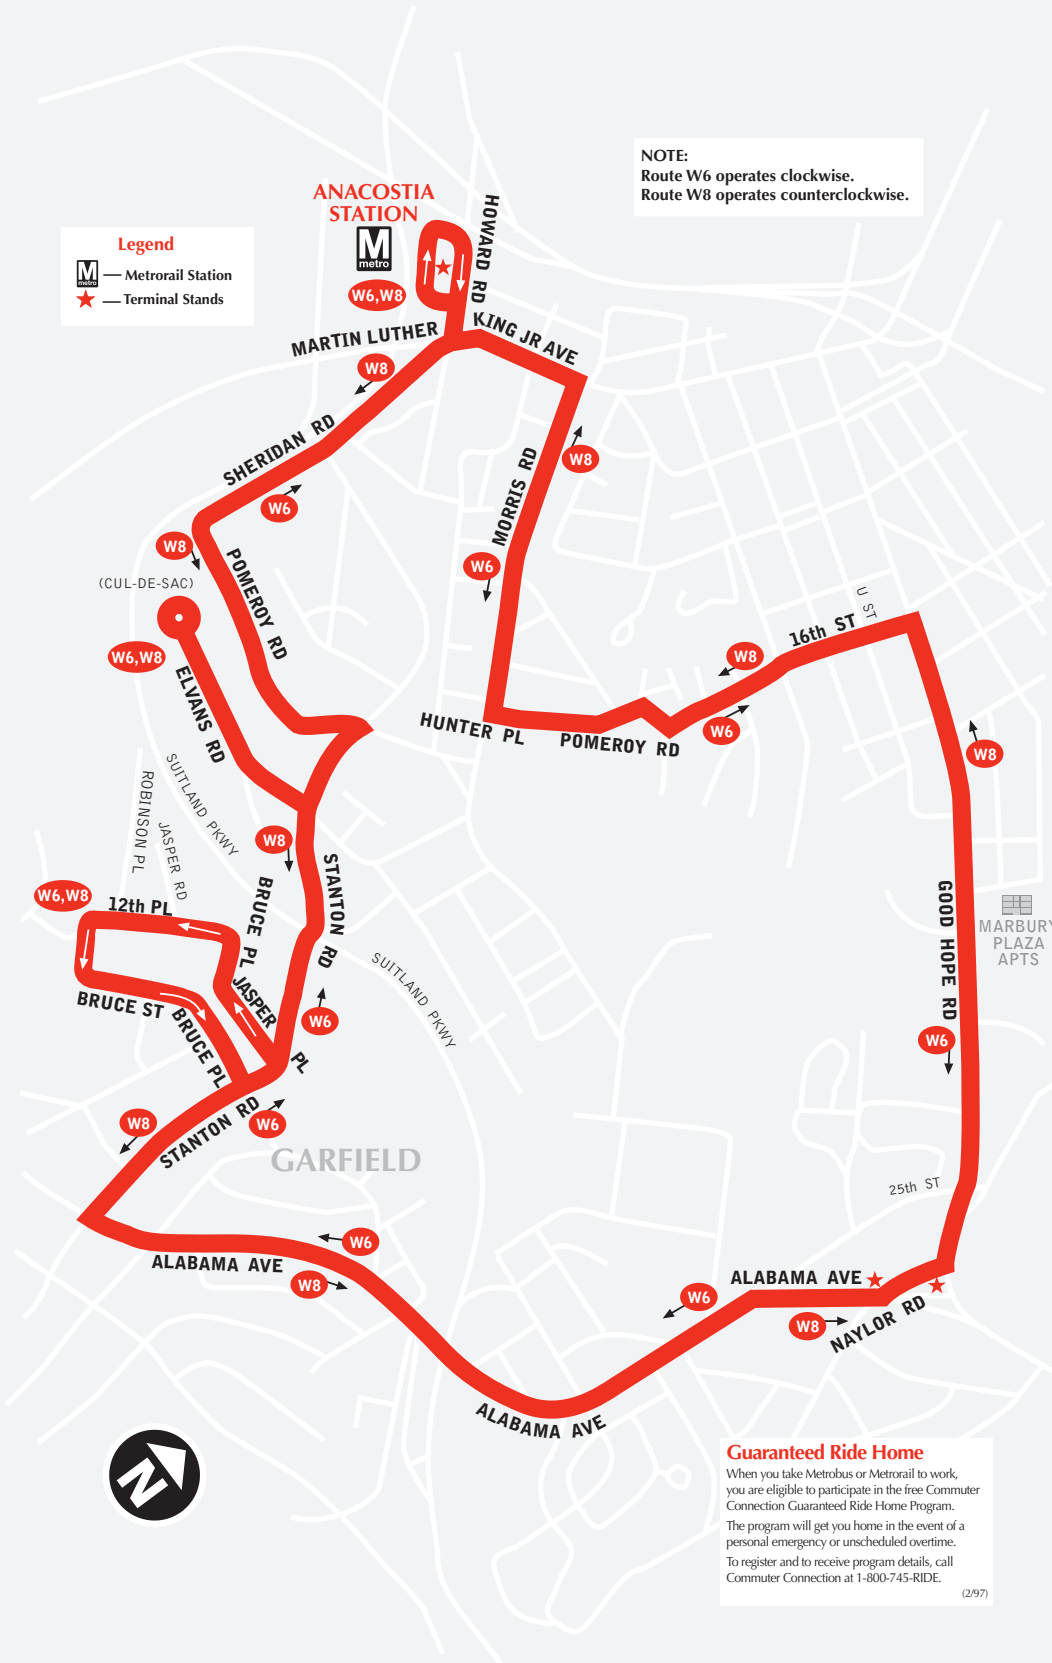 NOTE:
Route W6 operates clockwise.
Route W8 operates counterclockwise.
ANACOSTIA
STATION
M
metro
W6,W8
HOWARD RD
Legend
M
metro
— Metrorail Station
— Terminal Stands
MARTIN LUTHER
KING JR AVE
W8
SHERIDAN RD
W6
MORRIS RD
W8
W8
POMEROY RD
W6
(CUL-DE-SAC)
U ST
16th ST
W6,W8
W8
ELVANS RD
HUNTER PL
POMEROY RD
W6
W8
SUITLAND PKWY
ROBINSON PL
JASPER RD
W8
STANTON RD
BRUCE PL
W6,W8
12th PL
GOOD HOPE RD
MARBURY
PLAZA
APTS
SUITLAND PKWY
BRUCE ST
JASPER PL
BRUCE PL
W6
W6
W8
STANTON RD
W6
GARFIELD
25th ST
W6
ALABAMA AVE
W8
ALABAMA AVE
W6
W8
NAYLOR RD
ALABAMA AVE
N
Guaranteed Ride Home
When you take Metrobus or Metrorail to work,
you are eligible to participate in the free Commuter
Connection Guaranteed Ride Home Program.
The program will get you home in the event of a
personal emergency or unscheduled overtime.
To register and to receive program details, call
Commuter Connection at 1-800-745-RIDE.
(2/97)